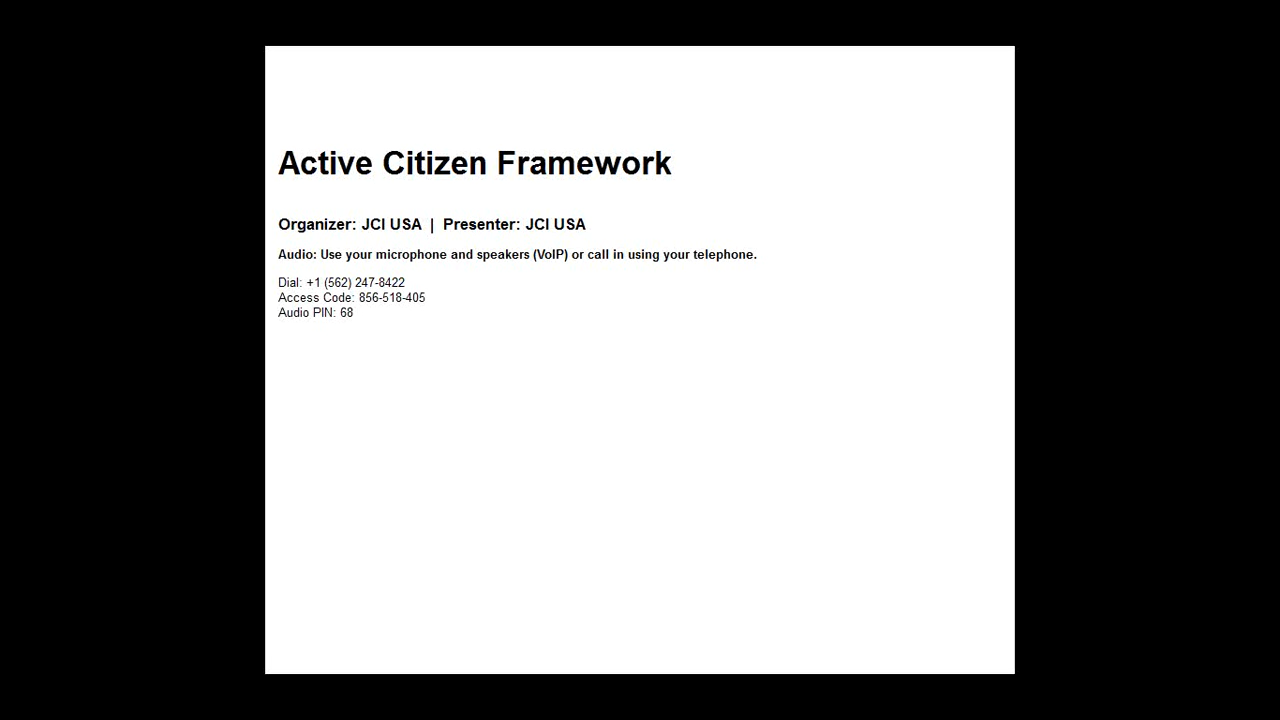 Active Citizen Framework
Organizer: JCI USA | Presenter: JCI USA
Audio: Use your microphone and speakers (VoIP) or call in using your telephone.
Dial: +1 (562) 247-8422
Access Code: 856-518-405
Audio PIN: 68